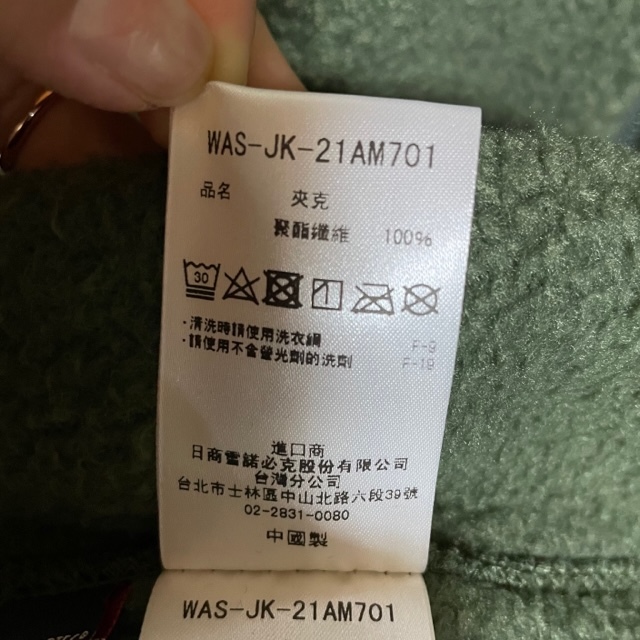 WAS-JK-21AM701
品名 夾克
聚酯纖維 100%
30
・清洗時請使用洗衣網 F-9
・請使用不含螢光劑的洗劑 F-19
進口商
日商雪諾必克股份有限公司
台灣分公司
台北市士林區中山北路六段39號
02-2831-0080
中國製
WAS-JK-21AM701